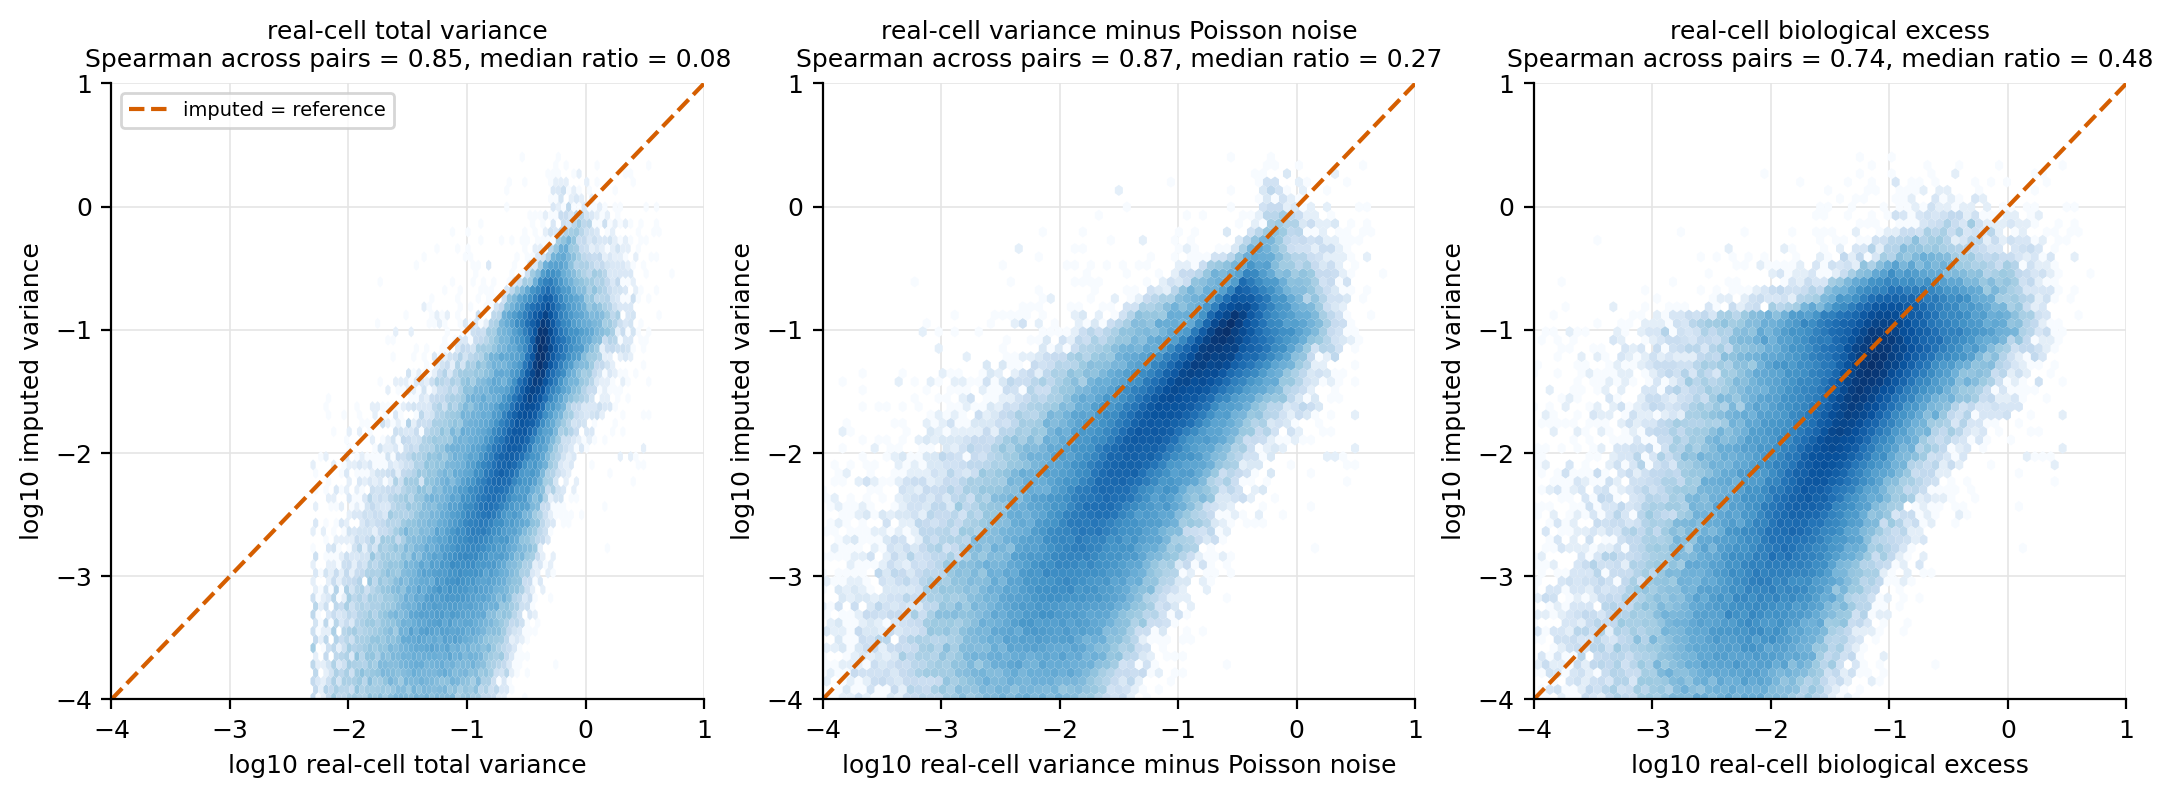 real-cell total variance
Spearman across pairs = 0.85, median ratio = 0.08
imputed = reference
1
0
−1
−2
−3
−4
log10 imputed variance
−4
−3
−2
−1
0
1
log10 real-cell total variance
real-cell variance minus Poisson noise
Spearman across pairs = 0.87, median ratio = 0.27
1
0
−1
−2
−3
−4
log10 imputed variance
−4
−3
−2
−1
0
1
log10 real-cell variance minus Poisson noise
real-cell biological excess
Spearman across pairs = 0.74, median ratio = 0.48
1
0
−1
−2
−3
−4
log10 imputed variance
−4
−3
−2
−1
0
1
log10 real-cell biological excess